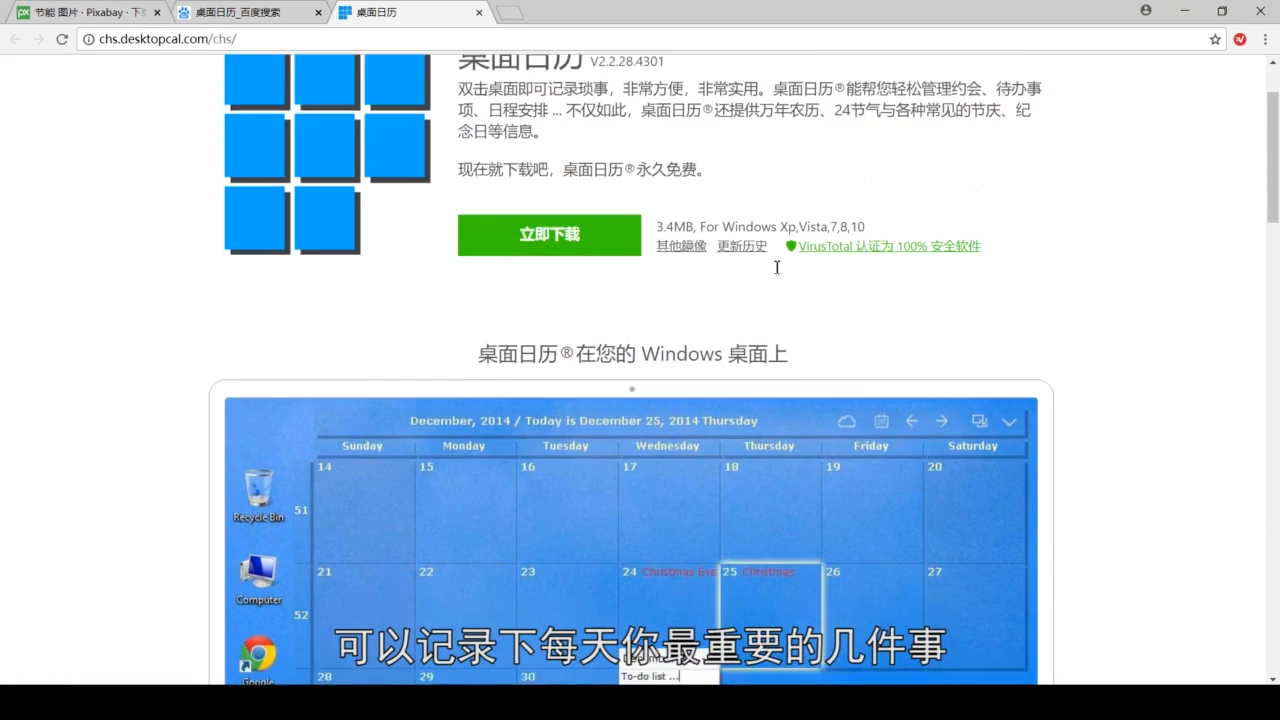 节能 图片 · Pixabay · 下
桌面日历_百度搜索
桌面日历
chs.desktopcal.com/chs/
桌面日历 V2.2.28.4301
双击桌面即可记录琐事，非常方便，非常实用。桌面日历®能帮您轻松管理约会、待办事
项、日程安排 ... 不仅如此，桌面日历®还提供万年农历、24节气与各种常见的节庆、纪
念日等信息。
现在就下载吧，桌面日历®永久免费。
立即下载
3.4MB, For Windows Xp,Vista,7,8,10
其他鏡像 更新历史 VirusTotal 认证为 100% 安全软件
桌面日历®在您的 Windows 桌面上
December, 2014 / Today is December 25, 2014 Thursday
Sunday Monday Tuesday Wednesday Thursday Friday Saturday
14 15 16 17 18 19 20
Recycle Bin
51
21 22 23 24 Christmas Eve 25 Christmas 26 27
Computer
52
可以记录下每天你最重要的几件事
Google
28 29 30 To-do list ...